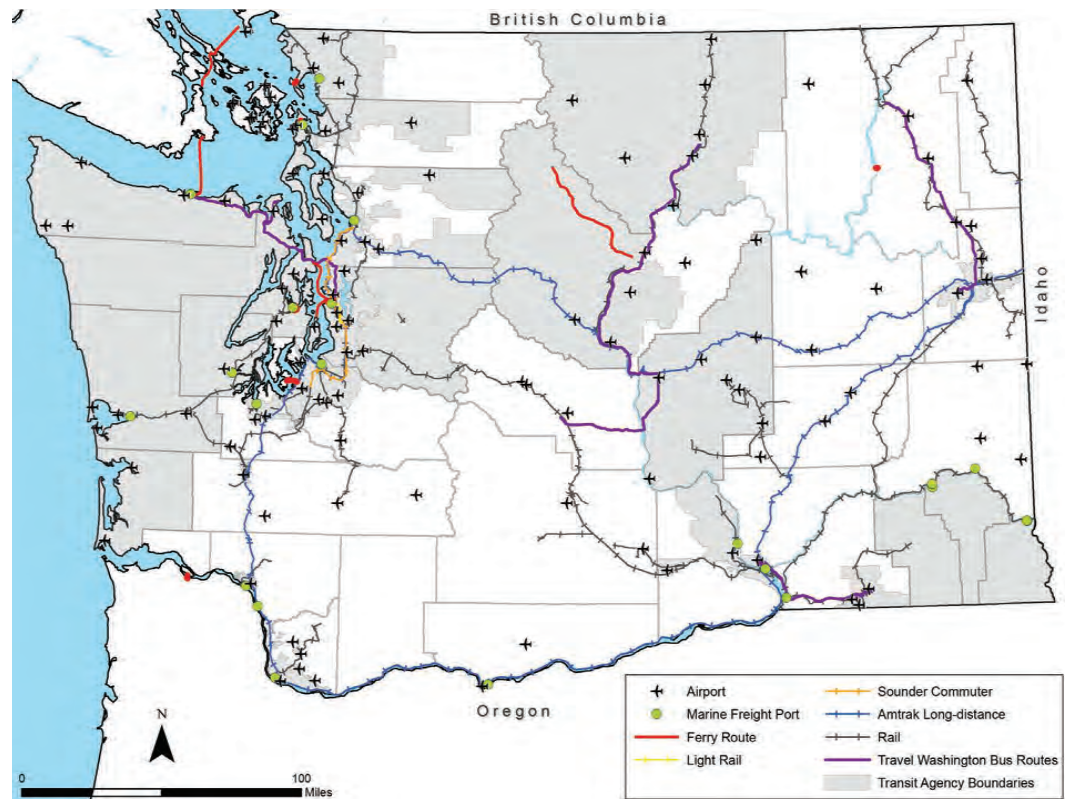 British Columbia
Idaho
Oregon
N
0 100
Miles
Airport
Marine Freight Port
Ferry Route
Light Rail
Sounder Commuter
Amtrak Long-distance
Rail
Travel Washington Bus Routes
Transit Agency Boundaries